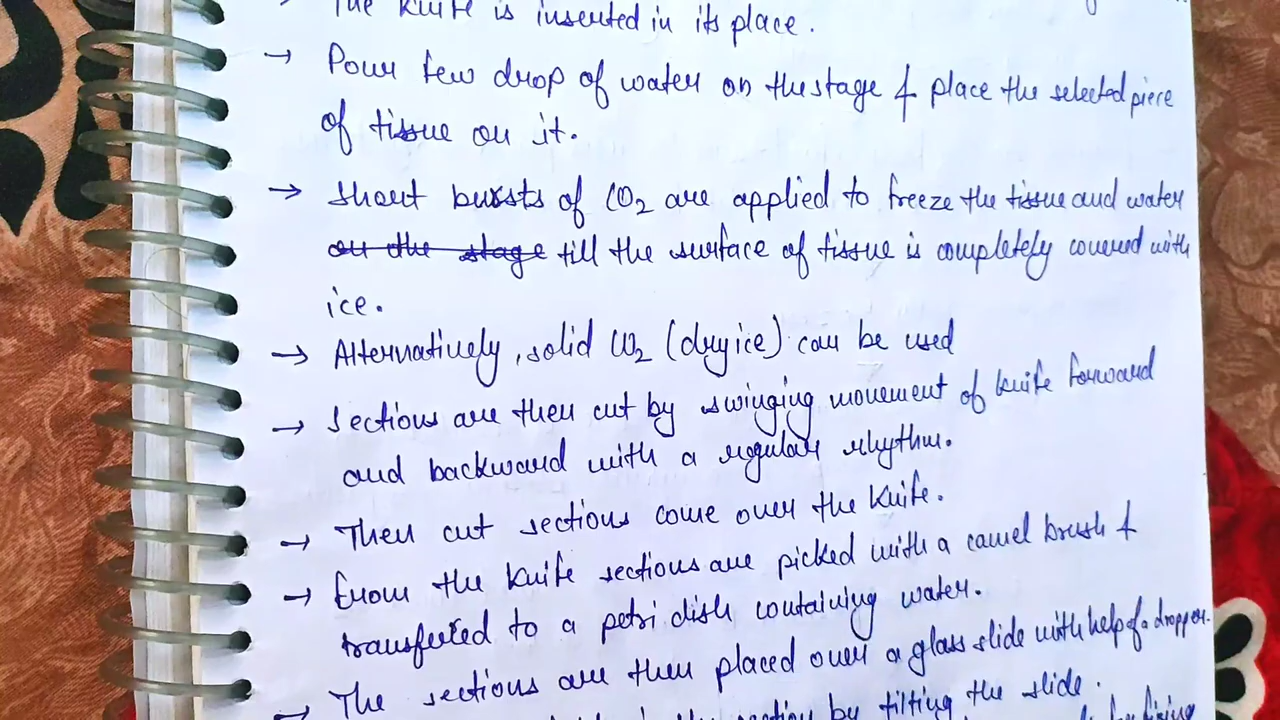 → The knife is inserted in its place.
→ Pour few drop of water on the stage & place the selected piece
of tissue on it.
→ Short bursts of CO2 are applied to freeze the tissue and water
on the stage till the surface of tissue is completely covered with
ice.
→ Alternatively, solid CO2 (dry ice) can be used
→ Sections are then cut by swinging movement of knife forward
and backward with a regular rhythm.
→ Then cut sections come over the knife.
→ From the knife sections are picked with a camel brush &
transferred to a petri dish containing water.
→ The sections are then placed over a glass slide with help of a dropper.
section by tilting the slide.